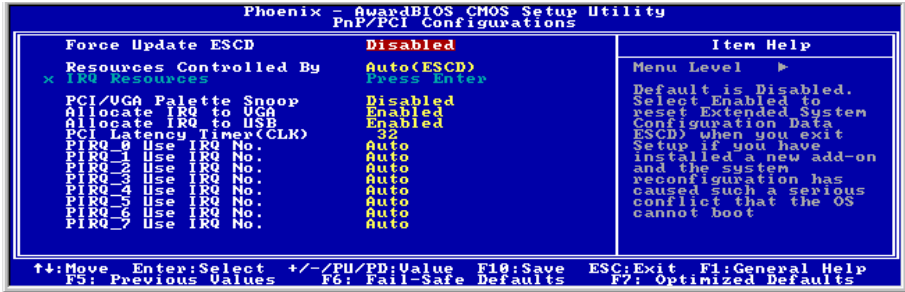 Phoenix - AwardBIOS CMOS Setup Utility
PnP/PCI Configurations
Force Update ESCD Disabled
Resources Controlled By Auto(ESCD)
x IRQ Resources Press Enter
PCI/VGA Palette Snoop Disabled
Allocate IRQ to VGA Enabled
Allocate IRQ to USB Enabled
PCI Latency Timer(CLK) 32
PIRQ_0 Use IRQ No. Auto
PIRQ_1 Use IRQ No. Auto
PIRQ_2 Use IRQ No. Auto
PIRQ_3 Use IRQ No. Auto
PIRQ_4 Use IRQ No. Auto
PIRQ_5 Use IRQ No. Auto
PIRQ_6 Use IRQ No. Auto
PIRQ_7 Use IRQ No. Auto
Item Help
Menu Level ►
Default is Disabled.
Select Enabled to
reset Extended System
Configuration Data
ESCD) when you exit
Setup if you have
installed a new add-on
and the system
reconfiguration has
caused such a serious
conflict that the OS
cannot boot
↑↓:Move Enter:Select +/-/PU/PD:Value F10:Save ESC:Exit F1:General Help
F5: Previous Values F6: Fail-Safe Defaults F7: Optimized Defaults